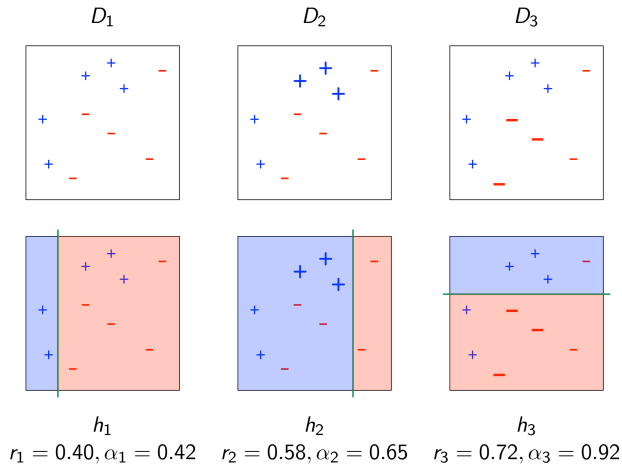 D₁ D₂ D₃
h₁ h₂ h₃
r₁ = 0.40, α₁ = 0.42 r₂ = 0.58, α₂ = 0.65 r₃ = 0.72, α₃ = 0.92